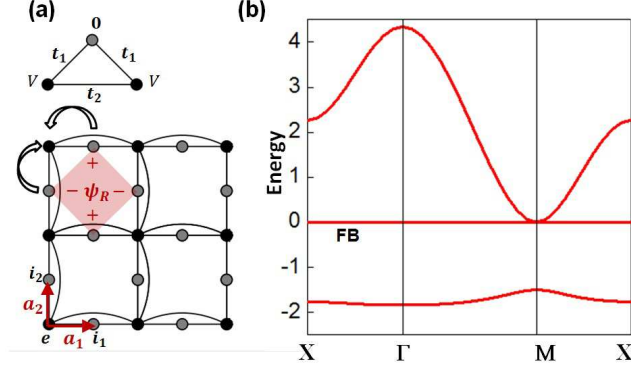 (a)
0
t1 t1
V V
t2
+
- ψR -
+
i2
a2
e a1 i1
(b)
Energy
4
3
2
1
0
-1
-2
FB
X Γ M X